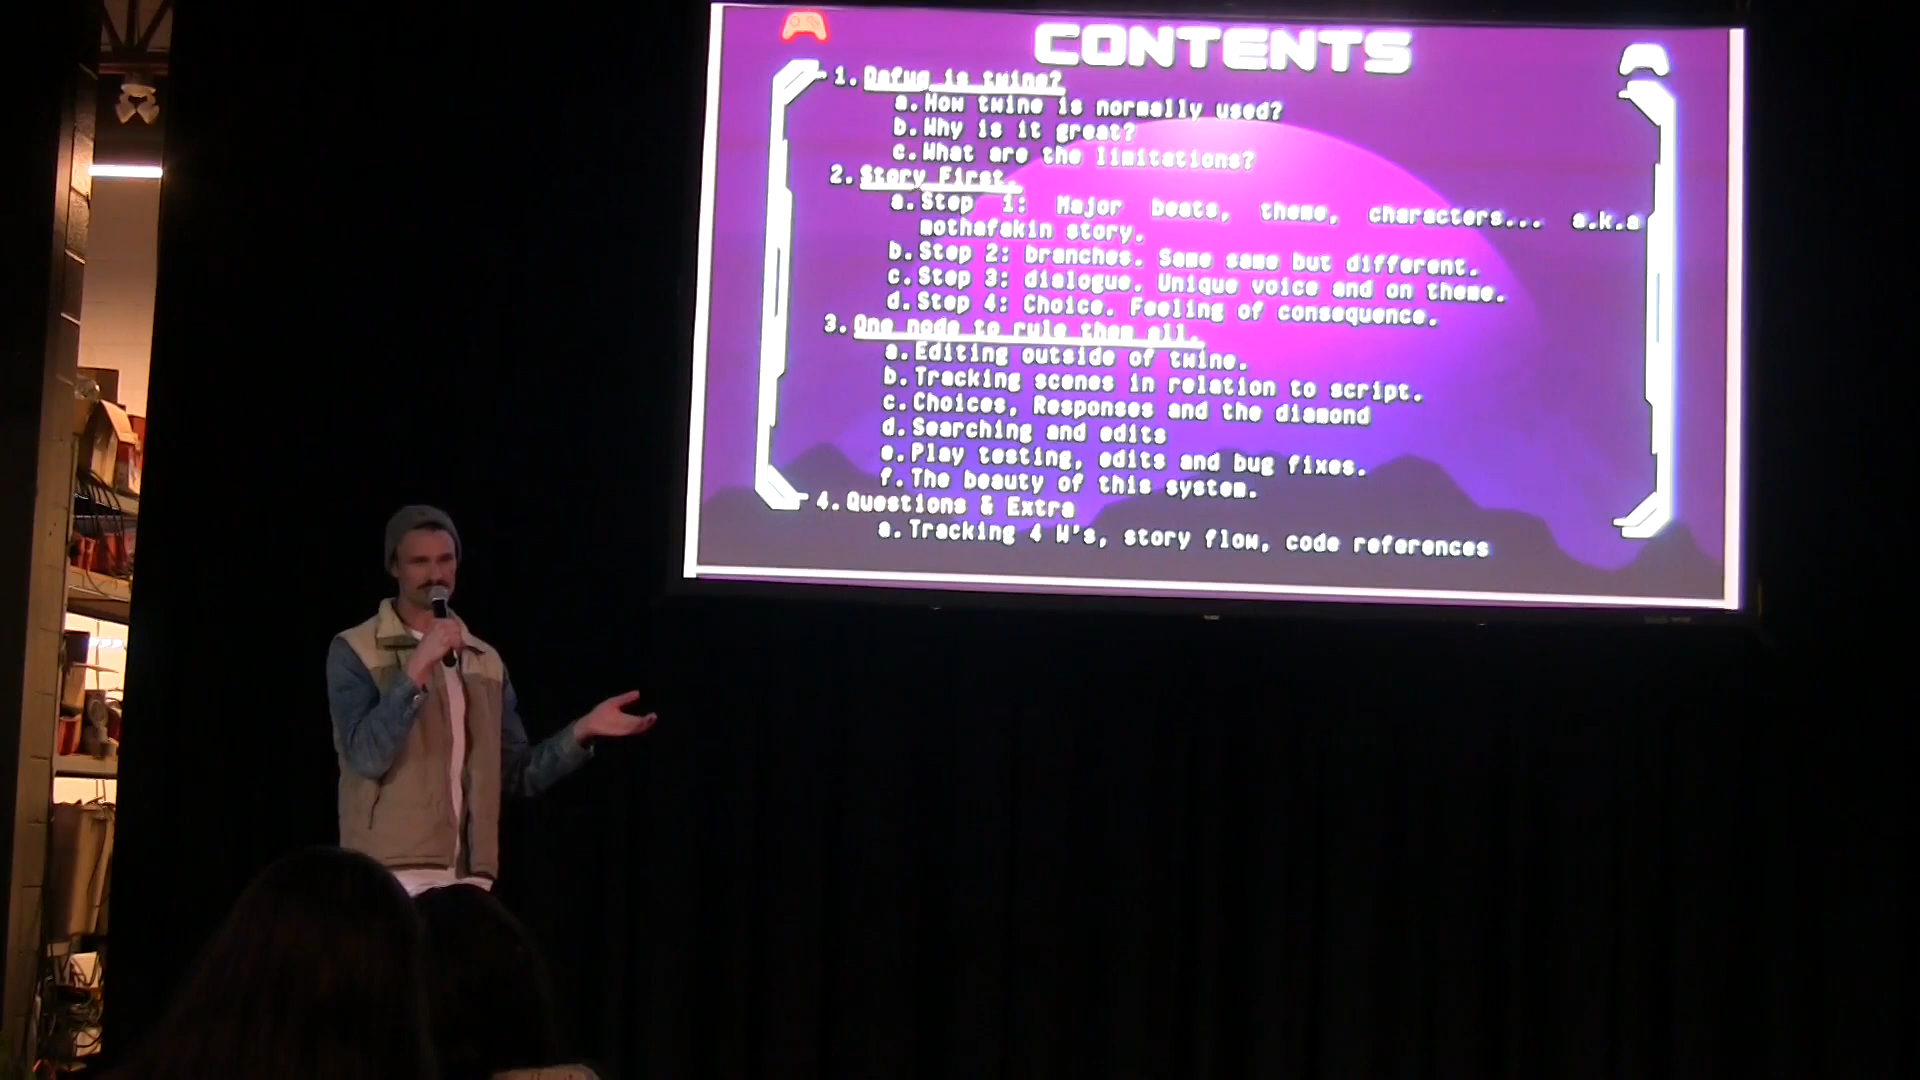 CONTENTS
1. Dafuq is twine?
a. How twine is normally used?
b. Why is it great?
c. What are the limitations?
2. Story First.
a. Step 1: Major beats, theme, characters... a.k.a
mothafakin story.
b. Step 2: branches. Same same but different.
c. Step 3: dialogue. Unique voice and on theme.
d. Step 4: Choice. Feeling of consequence.
3. One node to rule them all.
a. Editing outside of twine.
b. Tracking scenes in relation to script.
c. Choices, Responses and the diamond
d. Searching and edits
e. Play testing, edits and bug fixes.
f. The beauty of this system.
4. Questions & Extra
a. Tracking 4 W's, story flow, code references